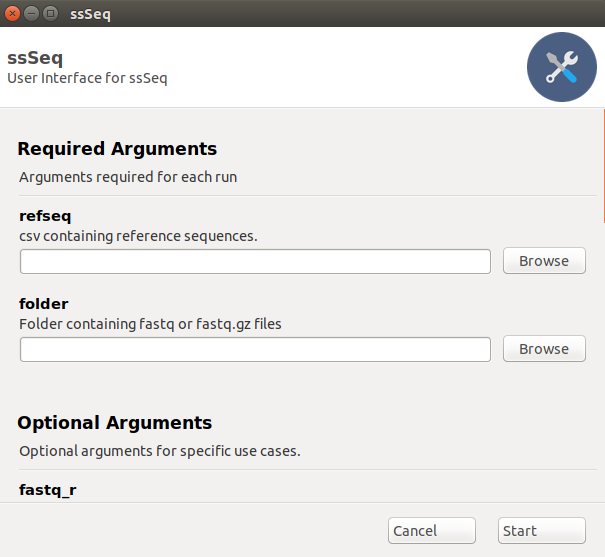 ssSeq
ssSeq
User Interface for ssSeq
Required Arguments
Arguments required for each run
refseq
csv containing reference sequences.
Browse
folder
Folder containing fastq or fastq.gz files
Browse
Optional Arguments
Optional arguments for specific use cases.
fastq_r
Cancel
Start